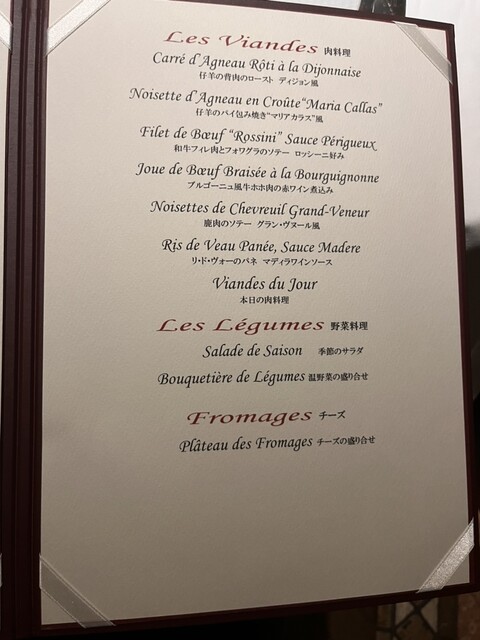 Les Viandes 肉料理
Carré d'Agneau Rôti à la Dijonnaise
仔羊の背肉のロースト ディジョン風
Noisette d'Agneau en Croûte "Maria Callas"
仔羊のパイ包み焼き"マリアカラス"風
Filet de Bœuf "Rossini" Sauce Périgueux
和牛フィレ肉とフォワグラのソテー ロッシーニ好み
Joue de Bœuf Braisée à la Bourguignonne
ブルゴーニュ風牛ホホ肉の赤ワイン煮込み
Noisettes de Chevreuil Grand-Veneur
鹿肉のソテー グラン・ヴヌール風
Ris de Veau Panée, Sauce Madere
リ・ド・ヴォーのパネ マディラワインソース
Viandes du Jour
本日の肉料理
Les Légumes 野菜料理
Salade de Saison 季節のサラダ
Bouquetière de Légumes 温野菜の盛り合せ
Fromages チーズ
Plâteau des Fromages チーズの盛り合せ